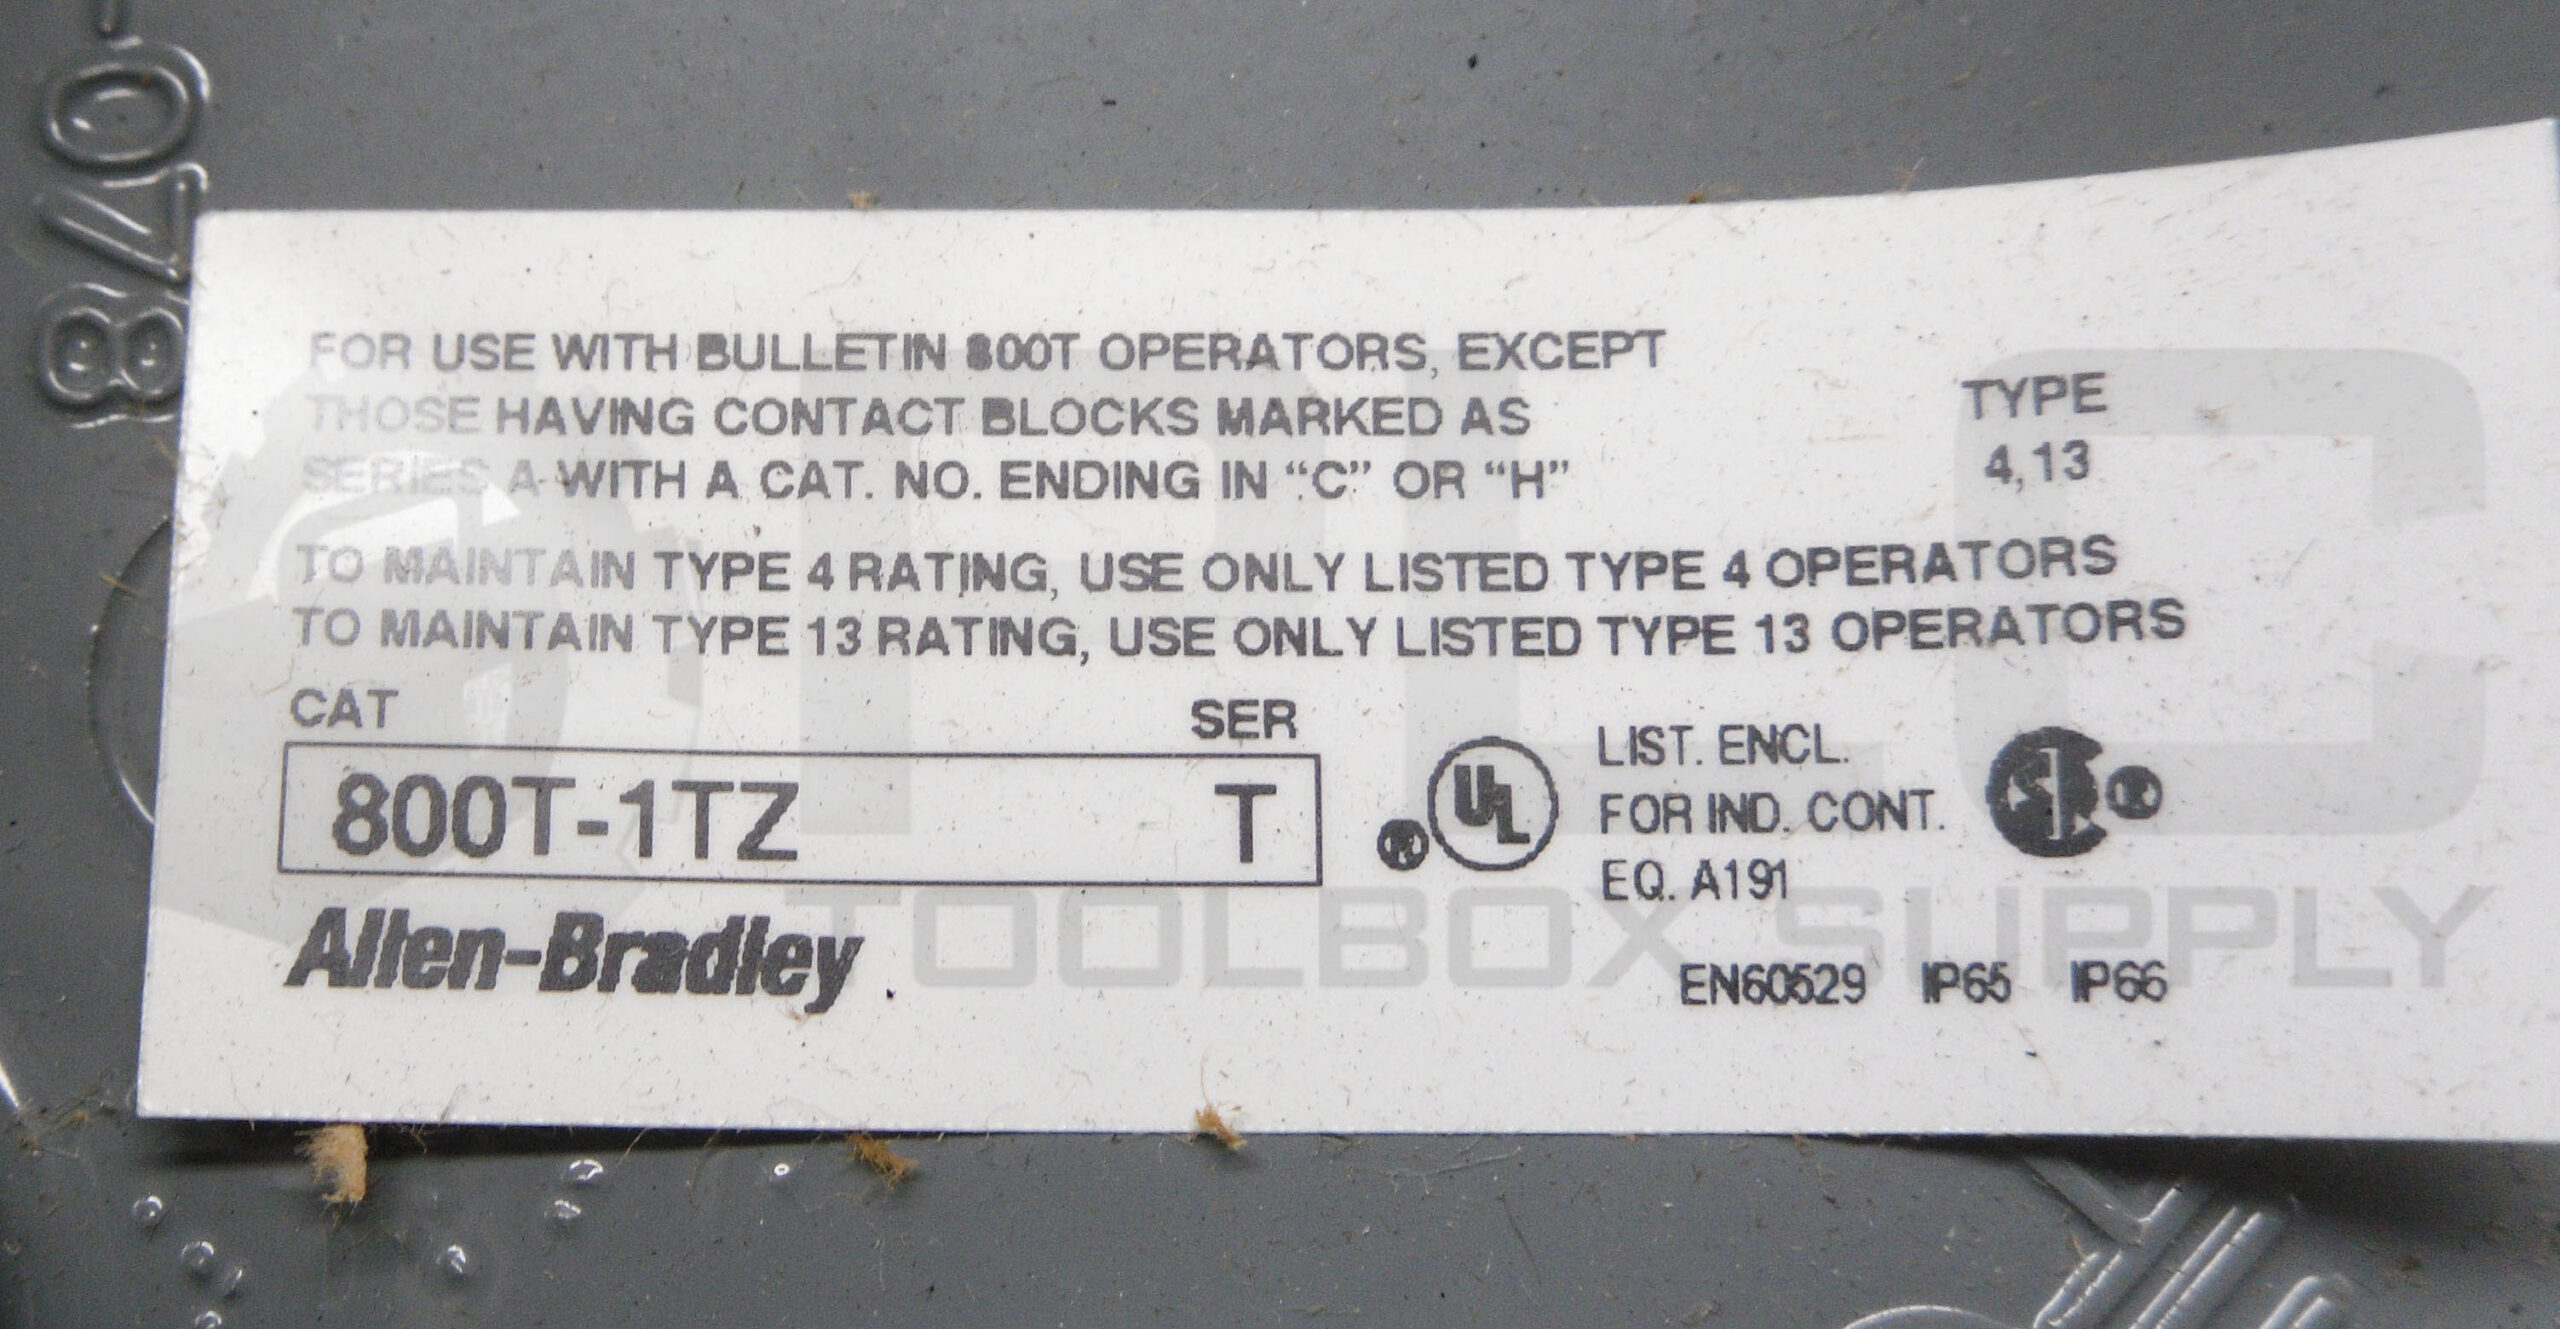 078
FOR USE WITH BULLETIN 800T OPERATORS, EXCEPT
THOSE HAVING CONTACT BLOCKS MARKED AS
SERIES A WITH A CAT. NO. ENDING IN “C” OR “H”
TYPE
4,13
TO MAINTAIN TYPE 4 RATING, USE ONLY LISTED TYPE 4 OPERATORS
TO MAINTAIN TYPE 13 RATING, USE ONLY LISTED TYPE 13 OPERATORS
CAT SER
800T-1TZ T
UL
LIST. ENCL.
FOR IND. CONT.
EQ. A191
Allen-Bradley
EN60529 IP65 IP66
PLC
TOOLBOX SUPPLY